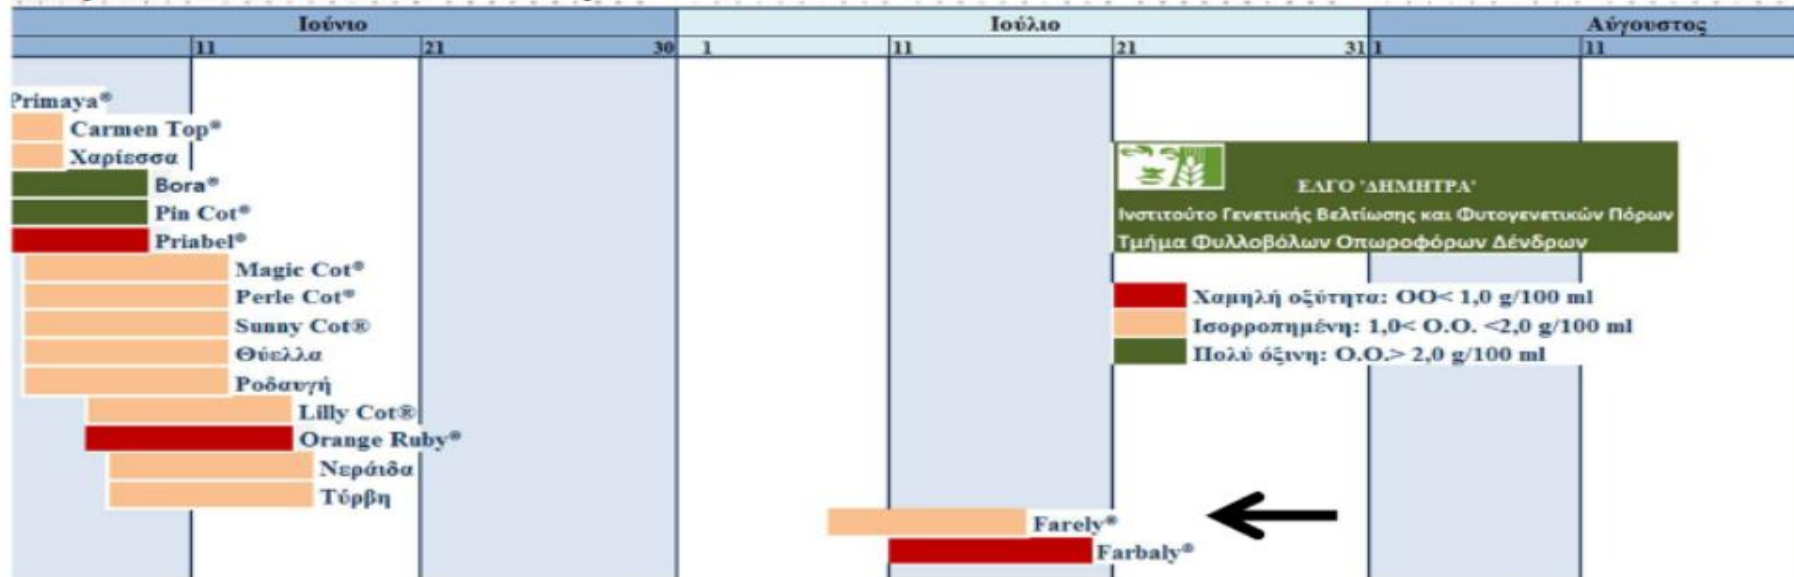 Ιούνιο Ιούλιο Αύγουστος
11 21 30 1 11 21 31 1 11
Primaya®
Carmen Top®
Χαρίεσσα
Bora®
Pin Cot®
Priabel®
Magic Cot®
Perle Cot®
Sunny Cot®
Θύελλα
Ροδαυγή
Lilly Cot®
Orange Ruby®
Νεράιδα
Τύρβη
Farely®
Farbaly®
ΕΛΓΟ 'ΔΗΜΗΤΡΑ'
Ινστιτούτο Γενετικής Βελτίωσης και Φυτογενετικών Πόρων
Τμήμα Φυλλοβόλων Οπωροφόρων Δένδρων
Χαμηλή οξύτητα: ΟΟ< 1,0 g/100 ml
Ισορροπημένη: 1,0< Ο.Ο. <2,0 g/100 ml
Πολύ όξινη: Ο.Ο.> 2,0 g/100 ml